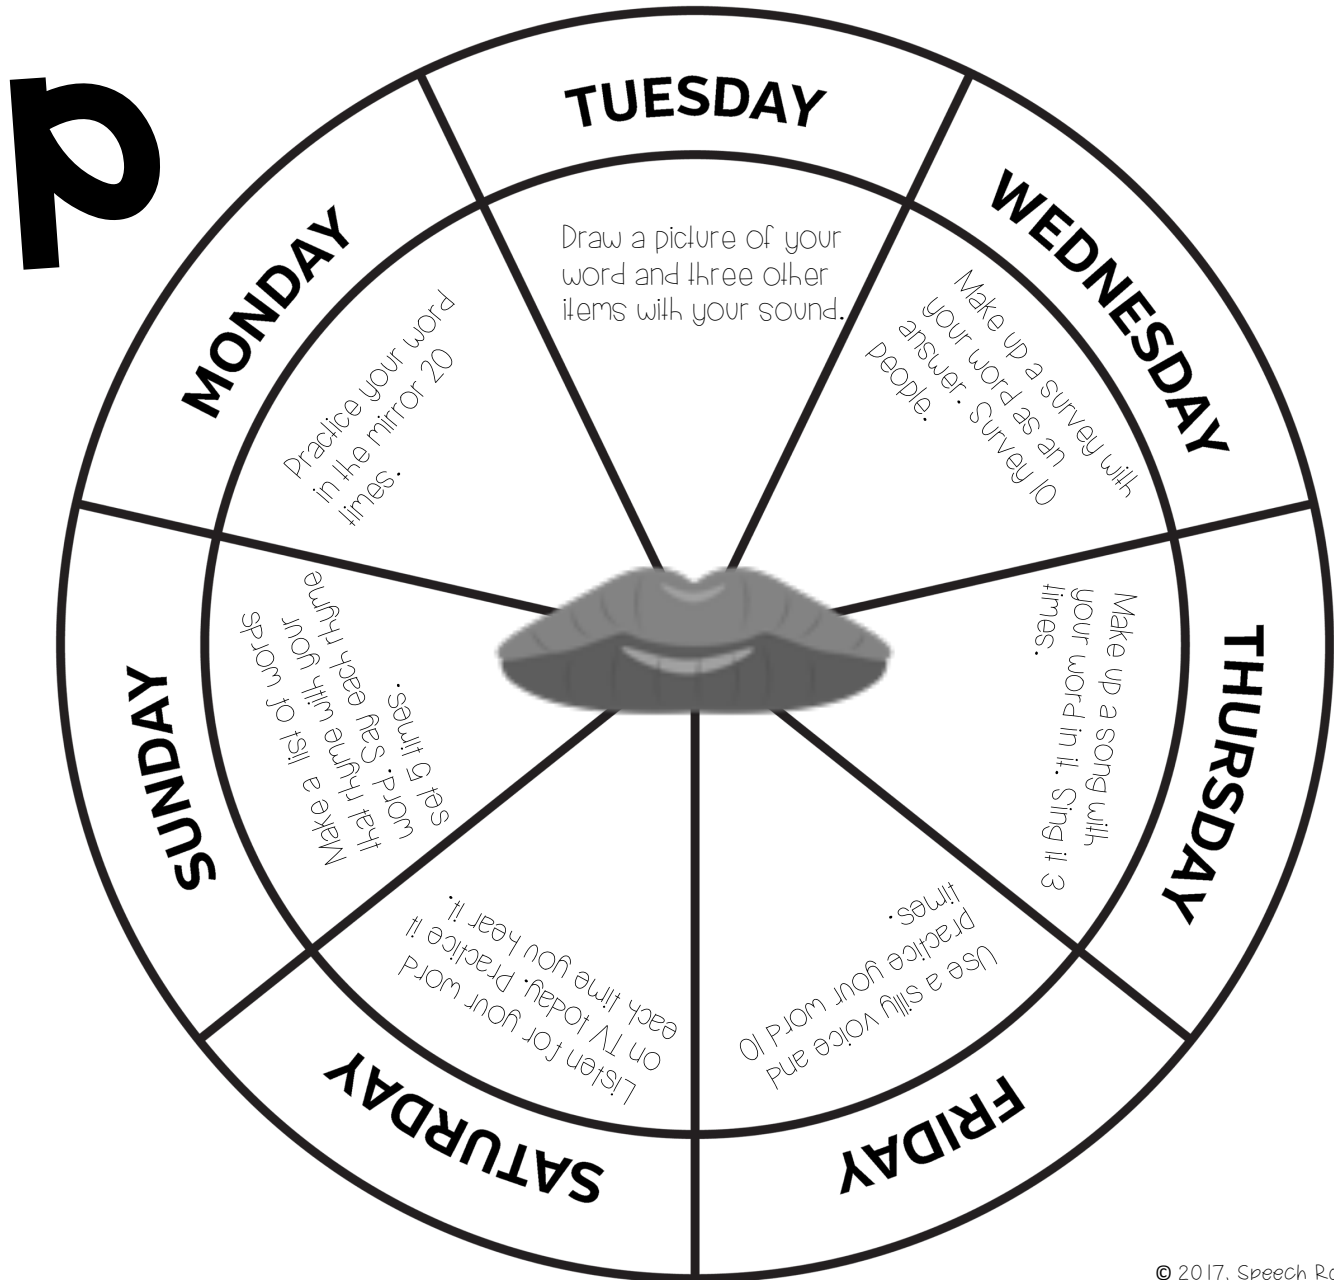 p
MONDAY
Practice your word
in the mirror 20
times.
TUESDAY
Draw a picture of your
word and three other
items with your sound.
WEDNESDAY
Make up a survey with
your word as an
answer. Survey 10
people.
THURSDAY
Make up a song with
your word in it. Sing it 3
times.
FRIDAY
Use a silly voice and
practice your word 10
times.
SATURDAY
Listen for your word
on TV today. Practice it
each time you hear it.
SUNDAY
Make a list of words
that rhyme with your
word. Say each rhyme
set 5 times.
© 2017, Speech